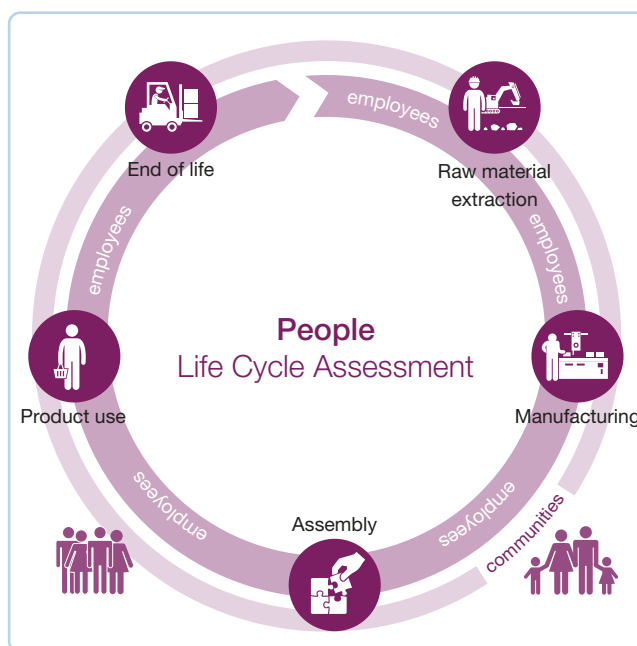 employees
End of life
Raw material
extraction
employees
employees
People
Life Cycle Assessment
Product use
Manufacturing
employees
Assembly
employees
communities